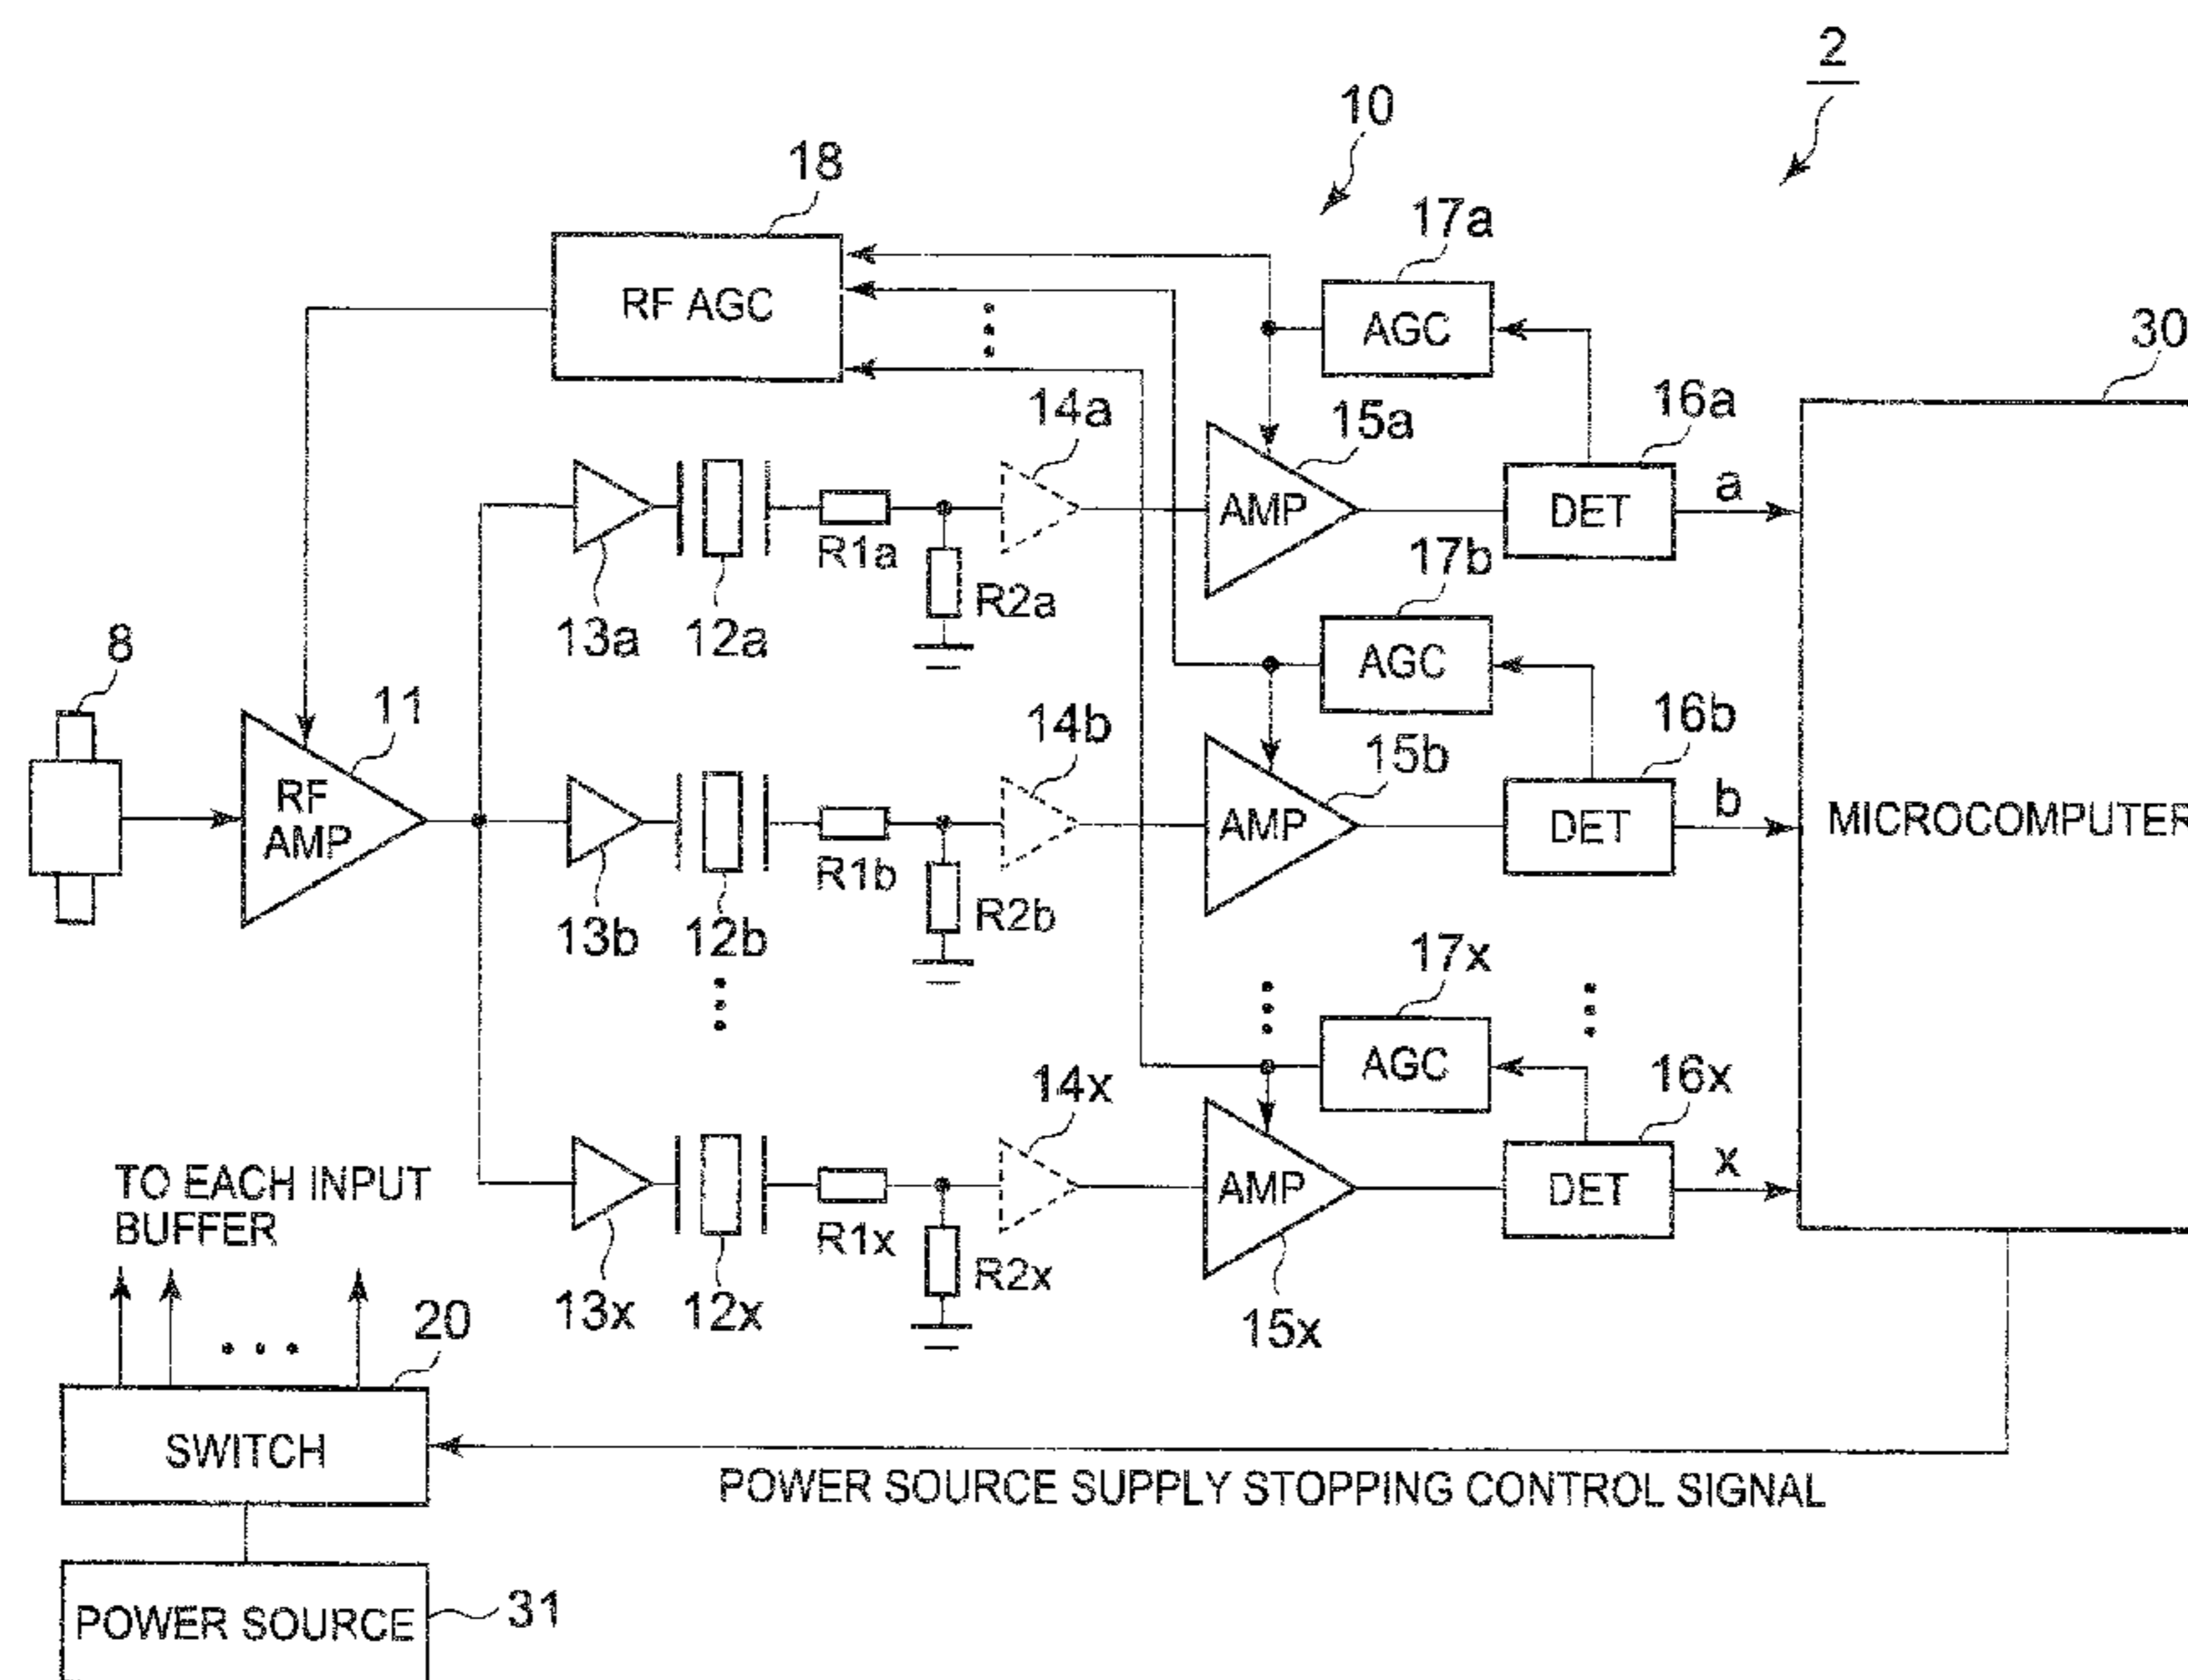 2
10
18
17a
RF AGC
AGC
30
14a
15a
16a
AMP
DET
a
R1a
17b
R2a
13a
12a
8
AGC
11
14b
15b
16b
RF
AMP
AMP
DET
b
MICROCOMPUTER
R1b
R2b
13b
12b
17x
AGC
14x
16x
TO EACH INPUT
BUFFER
AMP
DET
x
R1x
R2x
13x
12x
15x
20
SWITCH
POWER SOURCE SUPPLY STOPPING CONTROL SIGNAL
POWER SOURCE
31